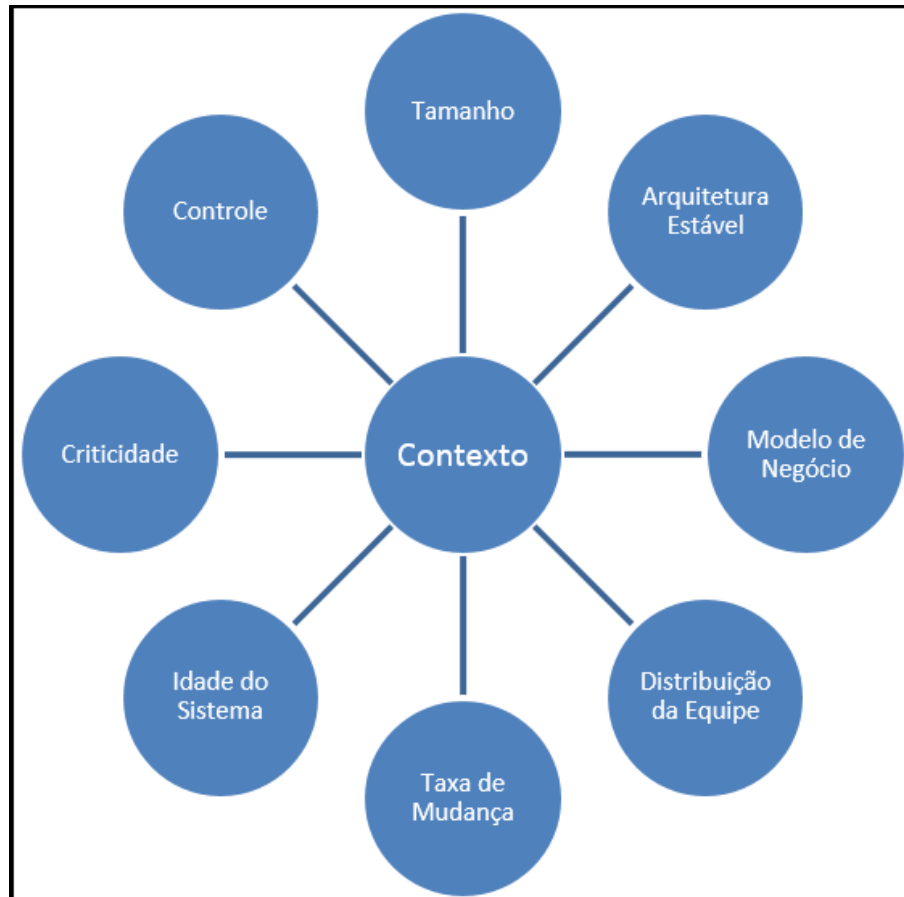 Tamanho
Controle
Arquitetura
Estável
Criticidade
Contexto
Modelo de
Negócio
Idade do
Sistema
Distribuição
da Equipe
Taxa de
Mudança